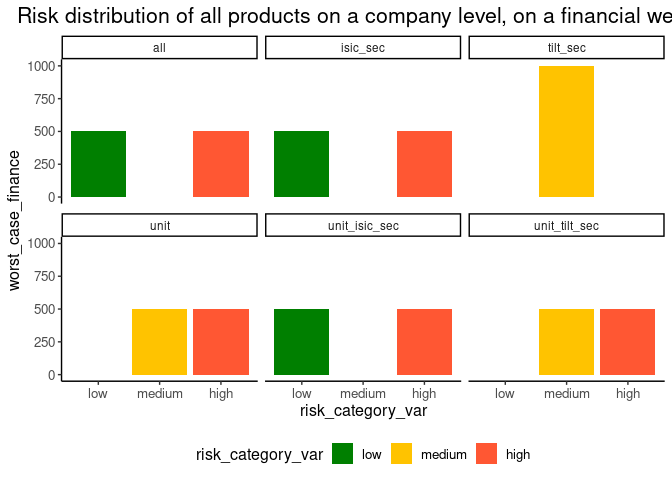 Risk distribution of all products on a company level, on a financial we
all isic_sec tilt_sec
1000
750
500
250
0
unit unit_isic_sec unit_tilt_sec
1000
750
500
250
0
worst_case_finance
low medium high low medium high low medium high
risk_category_var
risk_category_var low medium high